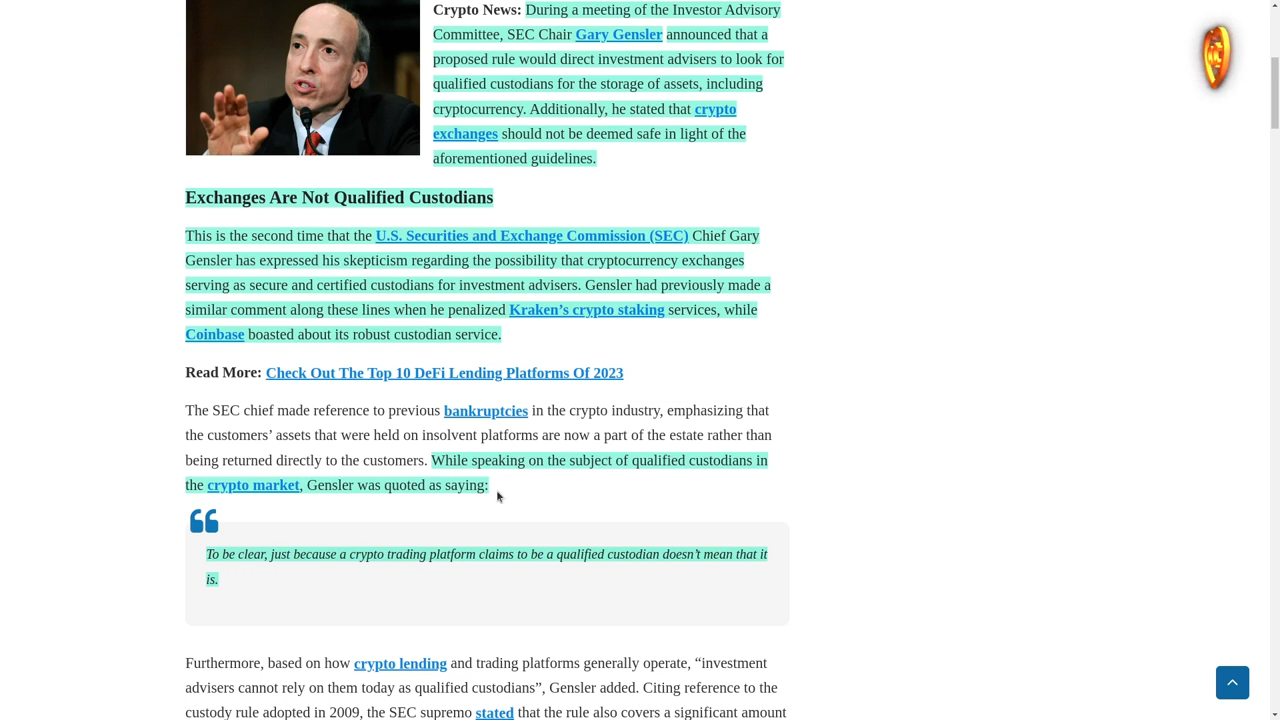 Crypto News: During a meeting of the Investor Advisory
Committee, SEC Chair Gary Gensler announced that a
proposed rule would direct investment advisers to look for
qualified custodians for the storage of assets, including
cryptocurrency. Additionally, he stated that crypto
exchanges should not be deemed safe in light of the
aforementioned guidelines.
Exchanges Are Not Qualified Custodians
This is the second time that the U.S. Securities and Exchange Commission (SEC) Chief Gary
Gensler has expressed his skepticism regarding the possibility that cryptocurrency exchanges
serving as secure and certified custodians for investment advisers. Gensler had previously made a
similar comment along these lines when he penalized Kraken’s crypto staking services, while
Coinbase boasted about its robust custodian service.
Read More: Check Out The Top 10 DeFi Lending Platforms Of 2023
The SEC chief made reference to previous bankruptcies in the crypto industry, emphasizing that
the customers’ assets that were held on insolvent platforms are now a part of the estate rather than
being returned directly to the customers. While speaking on the subject of qualified custodians in
the crypto market, Gensler was quoted as saying:
To be clear, just because a crypto trading platform claims to be a qualified custodian doesn’t mean that it
is.
Furthermore, based on how crypto lending and trading platforms generally operate, “investment
advisers cannot rely on them today as qualified custodians”, Gensler added. Citing reference to the
custody rule adopted in 2009, the SEC supremo stated that the rule also covers a significant amount